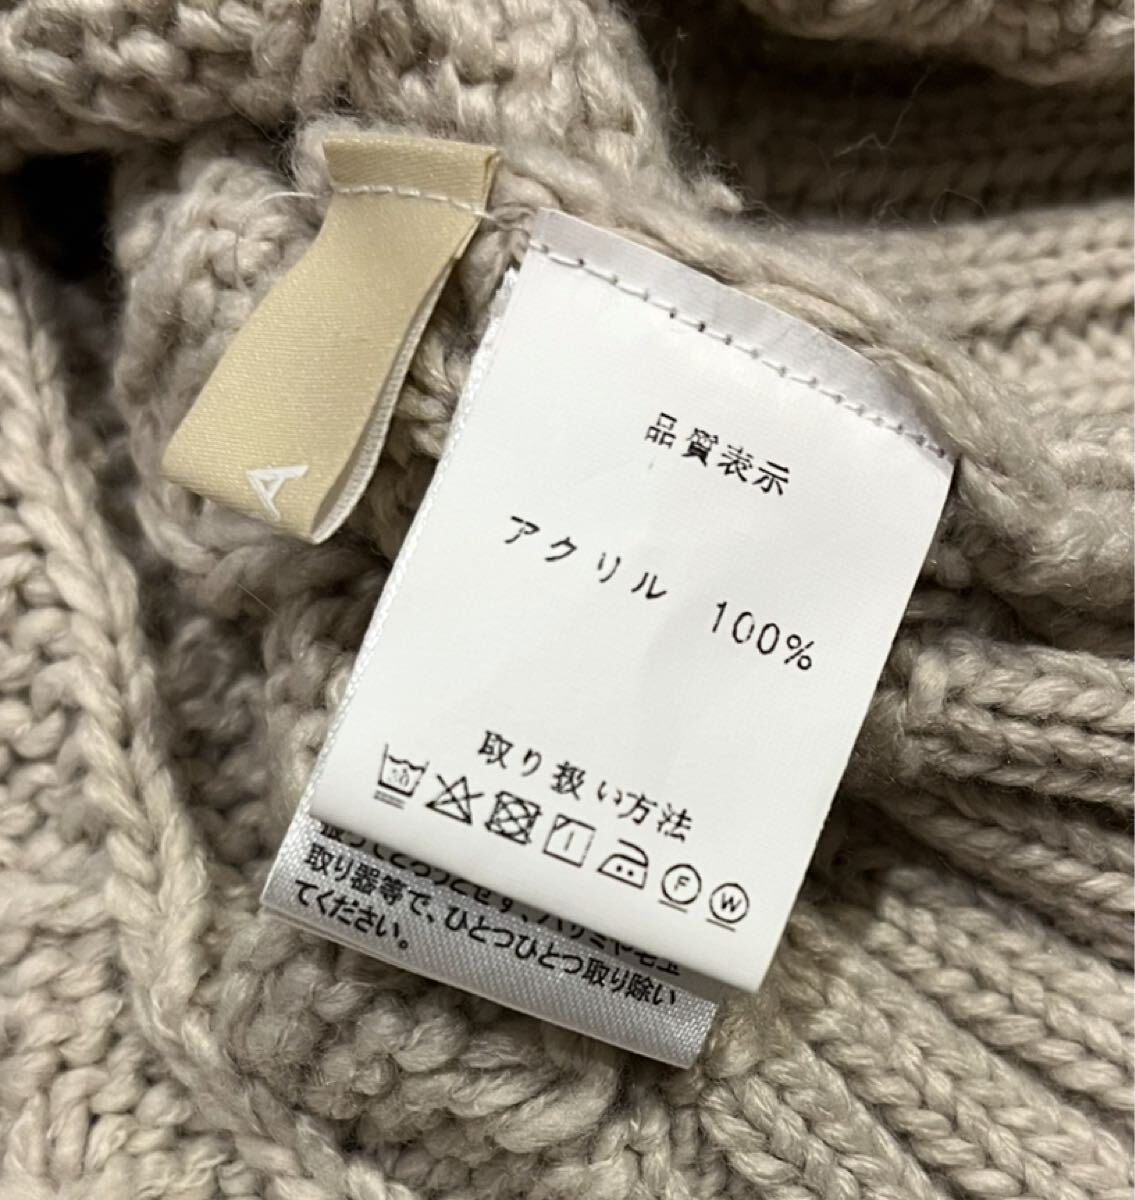 A
品質表示
アクリル 100%
取り扱い方法
30
F
W
取り器等で、ひとつひとつ取り除い
てください。